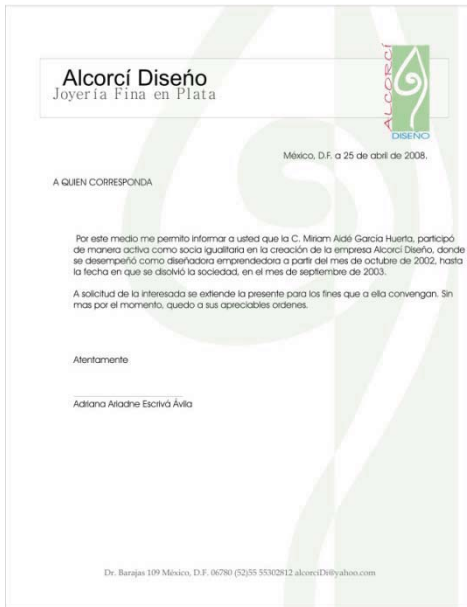 Alcorcí Diseño
Joyería Fina en Plata
ALCORCÍ
DISEÑO
México, D.F. a 25 de abril de 2008.
A QUIEN CORRESPONDA
Por este medio me permito informar a usted que la C. Miriam Aidé García Huerta, participó
de manera activa como socia igualitaria en la creación de la empresa Alcorcí Diseño, donde
se desempeñó como diseñadora emprendedora a partir del mes de octubre de 2002, hasta
la fecha en que se disolvió la sociedad, en el mes de septiembre de 2003.
A solicitud de la interesada se extiende la presente para los fines que a ella convengan. Sin
mas por el momento, quedo a sus apreciables ordenes.
Atentamente
Adriana Ariadne Escrivá Ávila
Dr. Barajas 109 México, D.F. 06780 (52)55 55302812 alcorciDi@yahoo.com